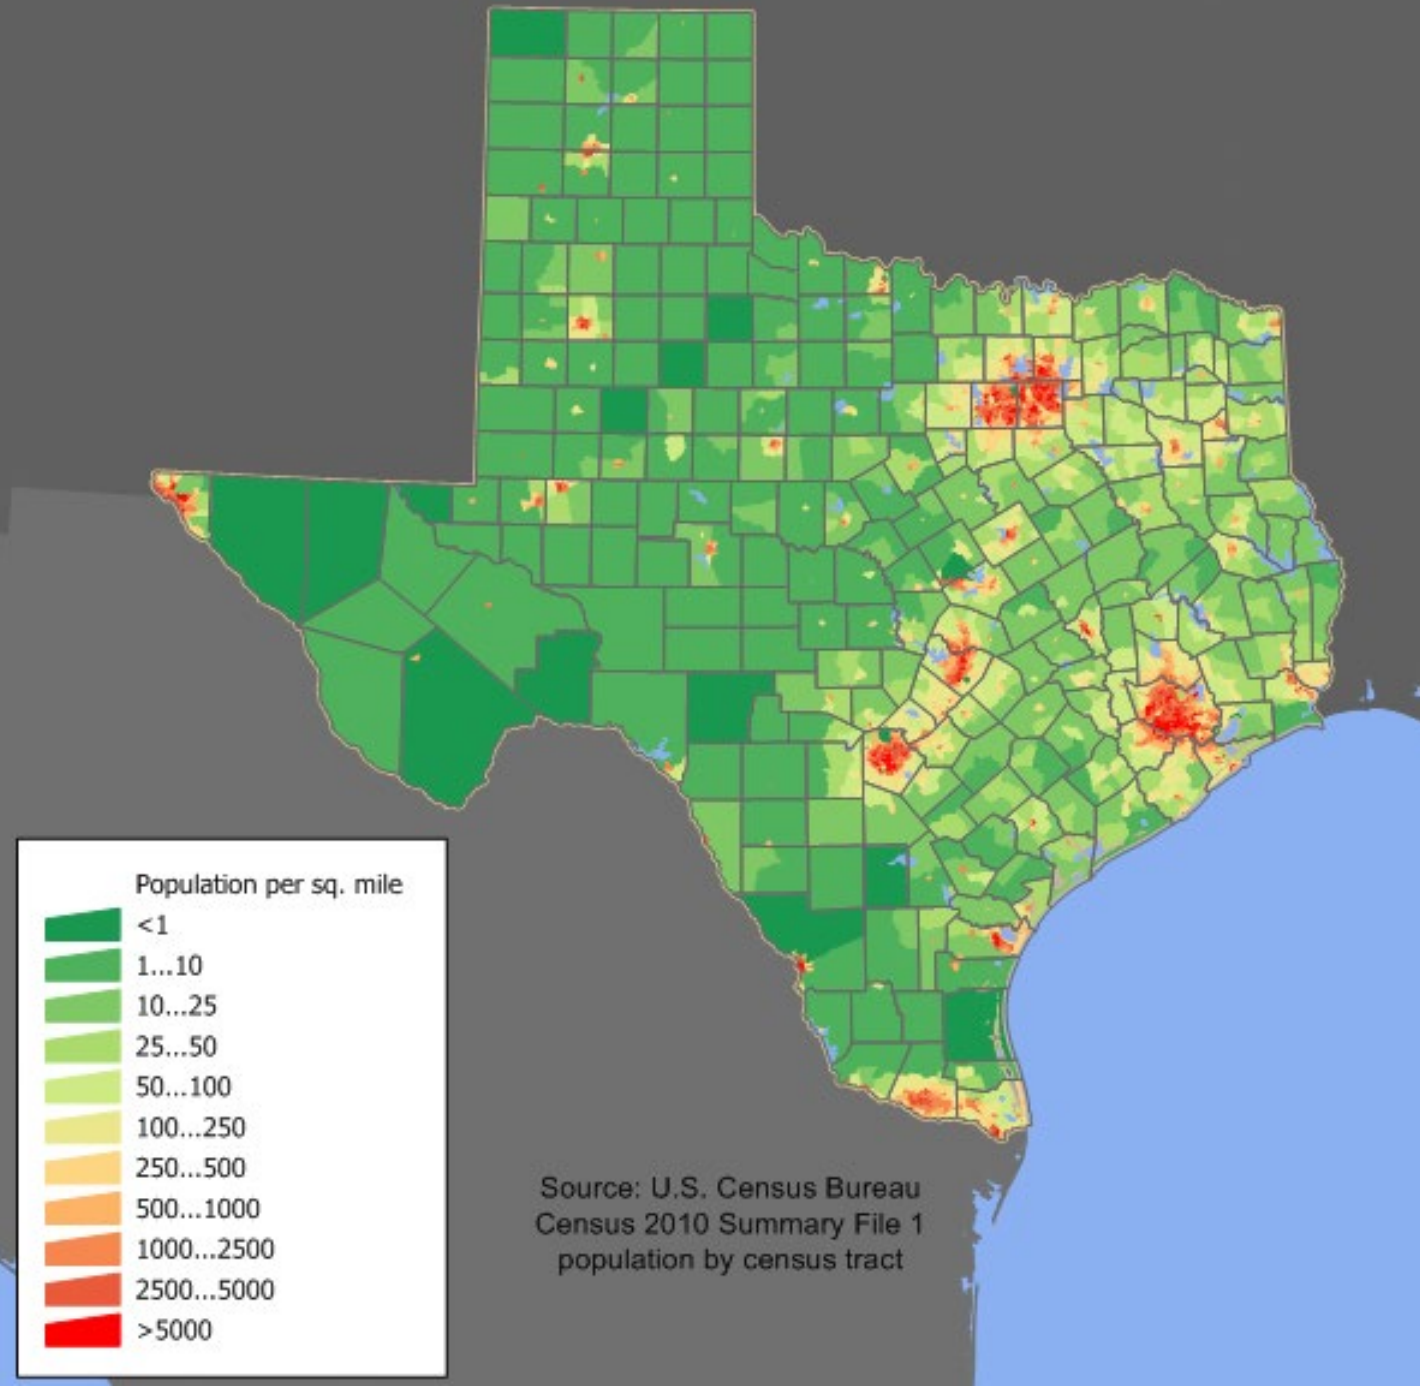 Population per sq. mile
<1
1...10
10...25
25...50
50...100
100...250
250...500
500...1000
1000...2500
2500...5000
>5000
Source: U.S. Census Bureau
Census 2010 Summary File 1
population by census tract